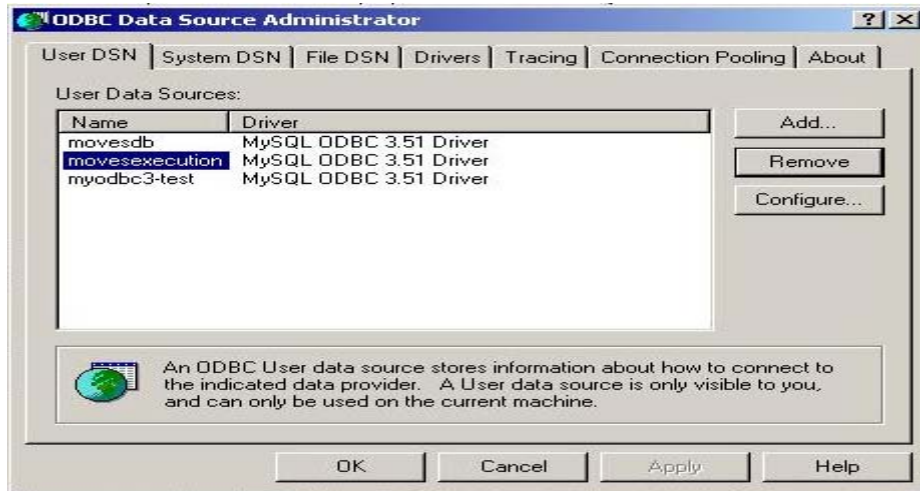 ODBC Data Source Administrator
User DSN System DSN File DSN Drivers Tracing Connection Pooling About
User Data Sources:
Name Driver
movesdb MySQL ODBC 3.51 Driver
movesexecution MySQL ODBC 3.51 Driver
myodbc3-test MySQL ODBC 3.51 Driver
Add...
Remove
Configure...
An ODBC User data source stores information about how to connect to
the indicated data provider. A User data source is only visible to you,
and can only be used on the current machine.
OK Cancel Apply Help